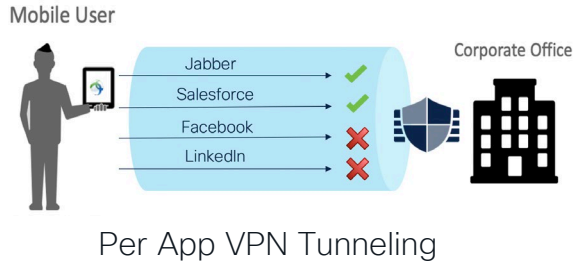 Mobile User
Jabber
Corporate Office
Salesforce
Facebook
LinkedIn
Per App VPN Tunneling